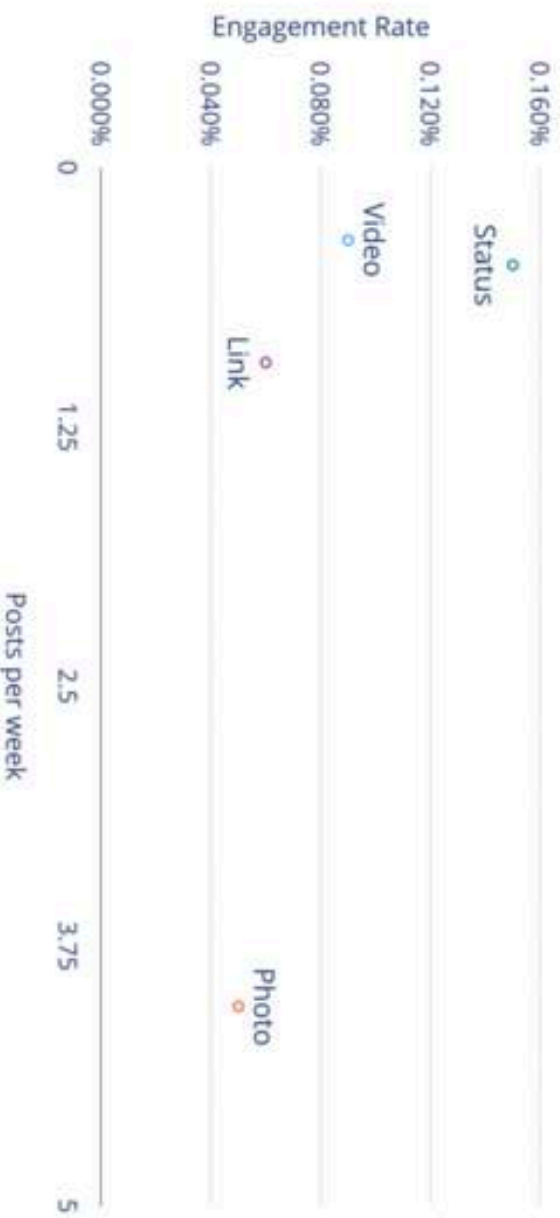 Engagement Rate
0.160%
0.120%
0.080%
0.040%
0.000%
Status
Video
Link
Photo
0
1.25
2.5
3.75
5
Posts per week